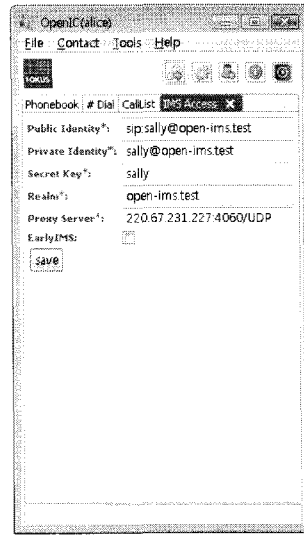 OpenIC(alice)
File Contact Tools Help
FOKUS
Phonebook # Dial CallList IMS Access X
Public Identity*: sip:sally@open-ims.test
Private Identity*: sally@open-ims.test
Secret Key*: sally
Realm*: open-ims.test
Proxy Server*: 220.67.231.227:4060/UDP
EarlyIMS:
save